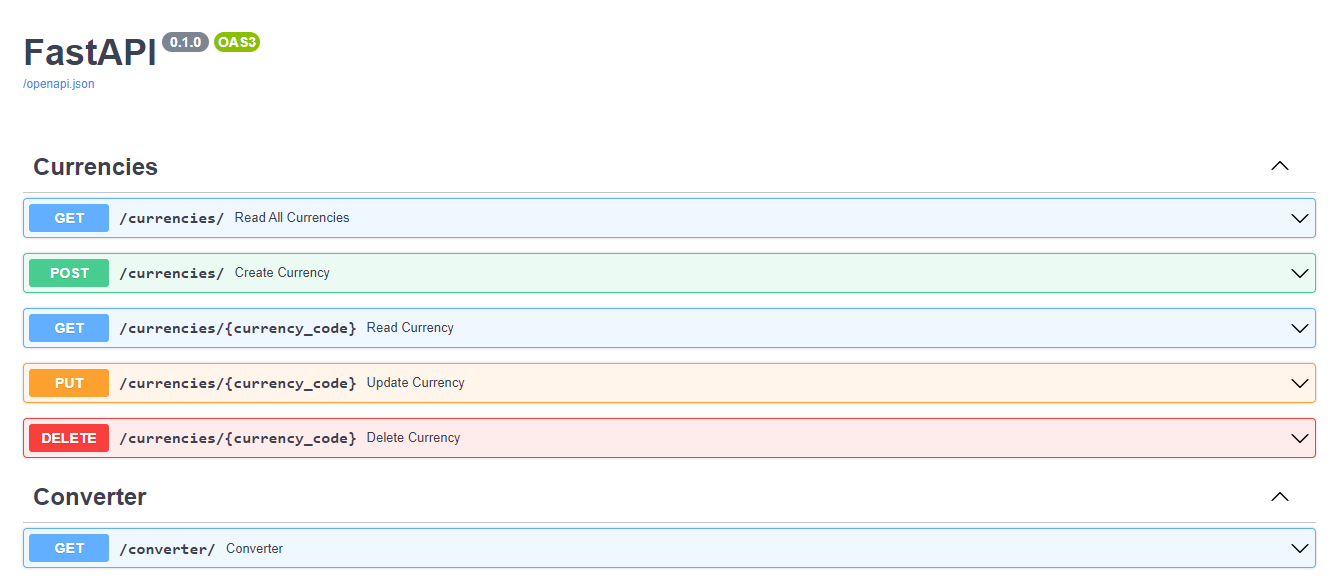 FastAPI 0.1.0 OAS3
/openapi.json
Currencies
GET /currencies/ Read All Currencies
POST /currencies/ Create Currency
GET /currencies/{currency_code} Read Currency
PUT /currencies/{currency_code} Update Currency
DELETE /currencies/{currency_code} Delete Currency
Converter
GET /converter/ Converter